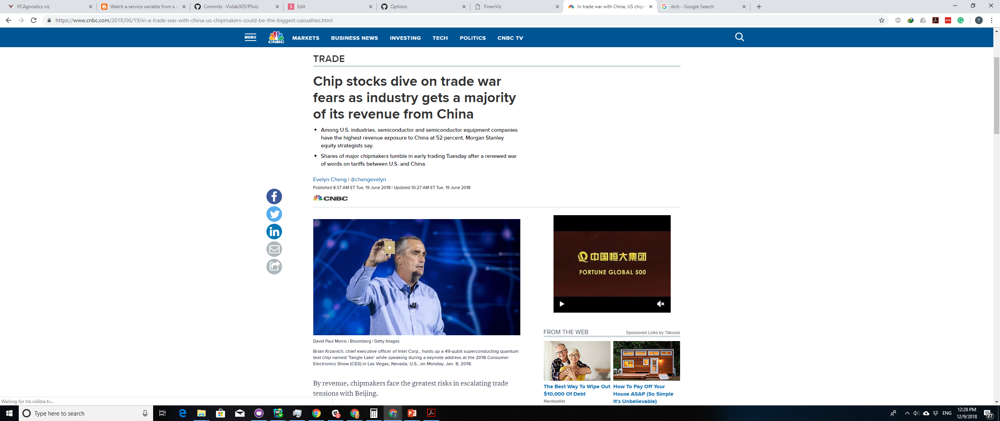 PCAgnostics viz
Watch a service variable from a c
Commits · Vixlab305/PSviz
Edit
Options
FinanViz
In trade war with China, US chipm
dich - Google Search
https://www.cnbc.com/2018/06/19/in-a-trade-war-with-china-us-chipmakers-could-be-the-biggest-casualties.html
T
MENU
CNBC
MARKETS
BUSINESS NEWS
INVESTING
TECH
POLITICS
CNBC TV
TRADE
Chip stocks dive on trade war
fears as industry gets a majority
of its revenue from China
• Among U.S. industries, semiconductor and semiconductor equipment companies
have the highest revenue exposure to China at 52 percent, Morgan Stanley
equity strategists say.
• Shares of major chipmakers tumble in early trading Tuesday after a renewed war
of words on tariffs between U.S. and China.
Evelyn Cheng | @chengevelyn
Published 8:37 AM ET Tue, 19 June 2018 | Updated 10:27 AM ET Tue, 19 June 2018
CNBC
中国恒大集团
FORTUNE GLOBAL 500
David Paul Morris | Bloomberg | Getty Images
Brian Krzanich, chief executive officer of Intel Corp., holds up a 49-qubit superconducting quantum
test chip named 'Tangle Lake' while speaking during a keynote address at the 2018 Consumer
Electronics Show (CES) in Las Vegas, Nevada, U.S., on Monday, Jan. 8, 2018.
By revenue, chipmakers face the greatest risks in escalating trade
tensions with Beijing.
FROM THE WEB
Sponsored Links by Taboola
The Best Way To Wipe Out
$10,000 Of Debt
Nerdwallet
How To Pay Off Your
House ASAP (So Simple
It's Unbelievable)
Waiting for trk.vidible.tv...
Type here to search
ENG
12:28 PM
12/9/2018
27